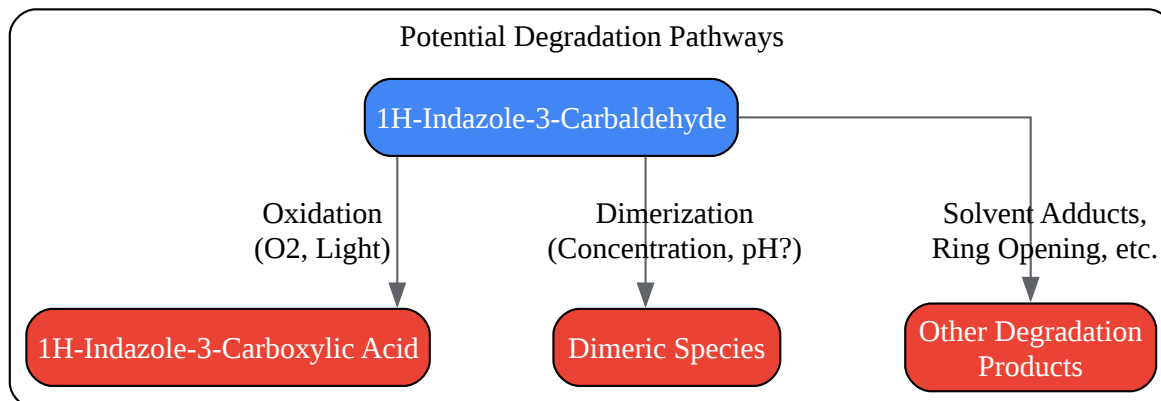 Potential Degradation Pathways
1H-Indazole-3-Carbaldehyde
Oxidation
(O2, Light)
Dimerization
(Concentration, pH?)
Solvent Adducts,
Ring Opening, etc.
1H-Indazole-3-Carboxylic Acid
Dimeric Species
Other Degradation
Products